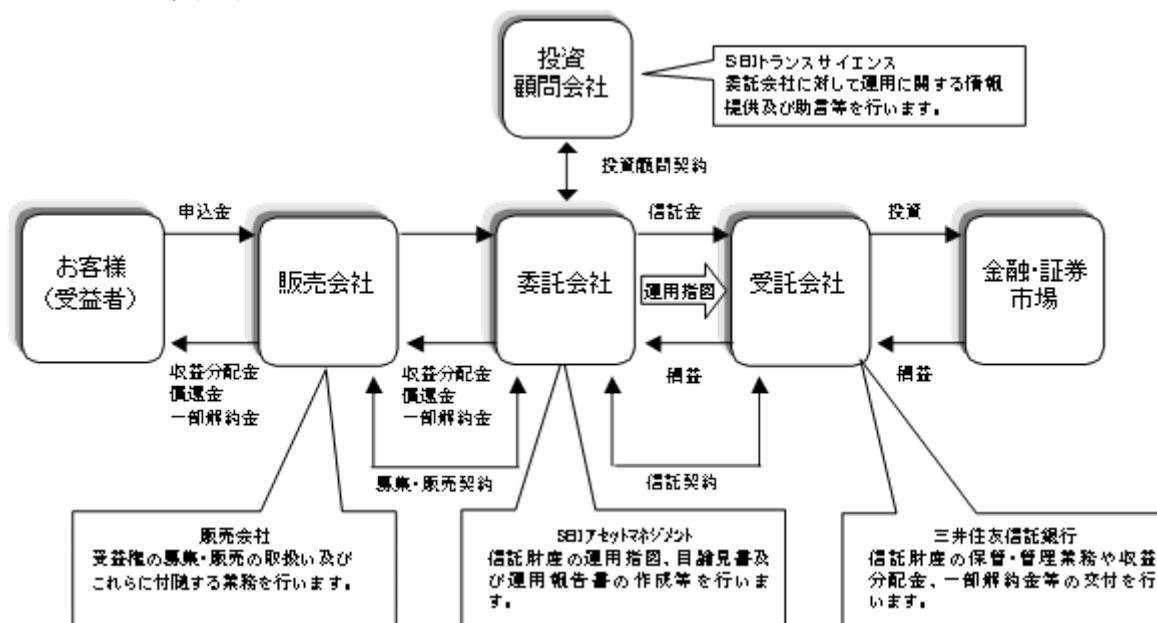 投資
顧問会社
SBIトランスサイエンス
委託会社に対して運用に関する情報
提供及び助言等を行います。
投資顧問契約
申込金
信託金
投資
お客様
(受益者)
販売会社
委託会社
運用指図
受託会社
金融・証券
市場
収益分配金
償還金
一部解約金
収益分配金
償還金
一部解約金
損益
損益
募集・販売契約
信託契約
販売会社
受益権の募集・販売の取扱い及び
これらに付随する業務を行います。
SBIアセットマネジメント
信託財産の運用指図、目論見書及
び運用報告書の作成等を行いま
す。
三井住友信託銀行
信託財産の保管・管理業務や収益
分配金、一部解約金等の交付を行
います。